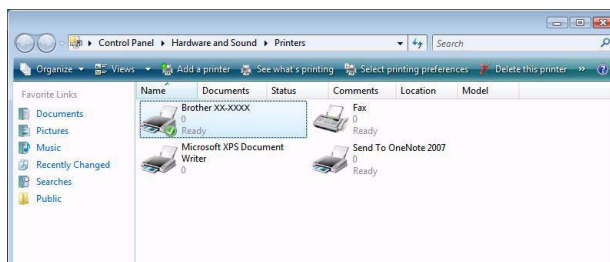 Control Panel Hardware and Sound Printers Search
Organize Views Add a printer See what's printing Select printing preferences Delete this printer »
Favorite Links
Documents
Pictures
Music
Recently Changed
Searches
Public
Name Documents Status Comments Location Model
Brother XX-XXXX
0
Ready
Fax
0
Ready
Microsoft XPS Document
Writer
0
Send To OneNote 2007
0
Ready